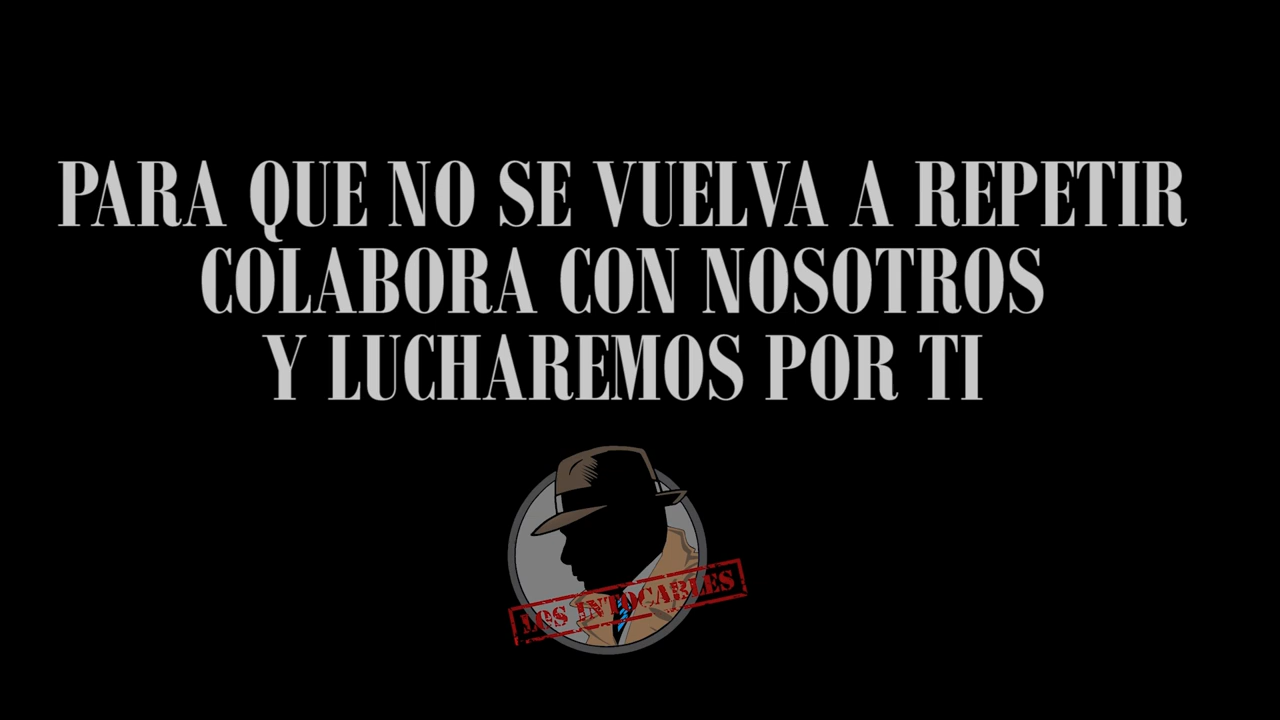 PARA QUE NO SE VUELVA A REPETIR
COLABORA CON NOSOTROS
Y LUCHAREMOS POR TI
LOS INTOCABLES